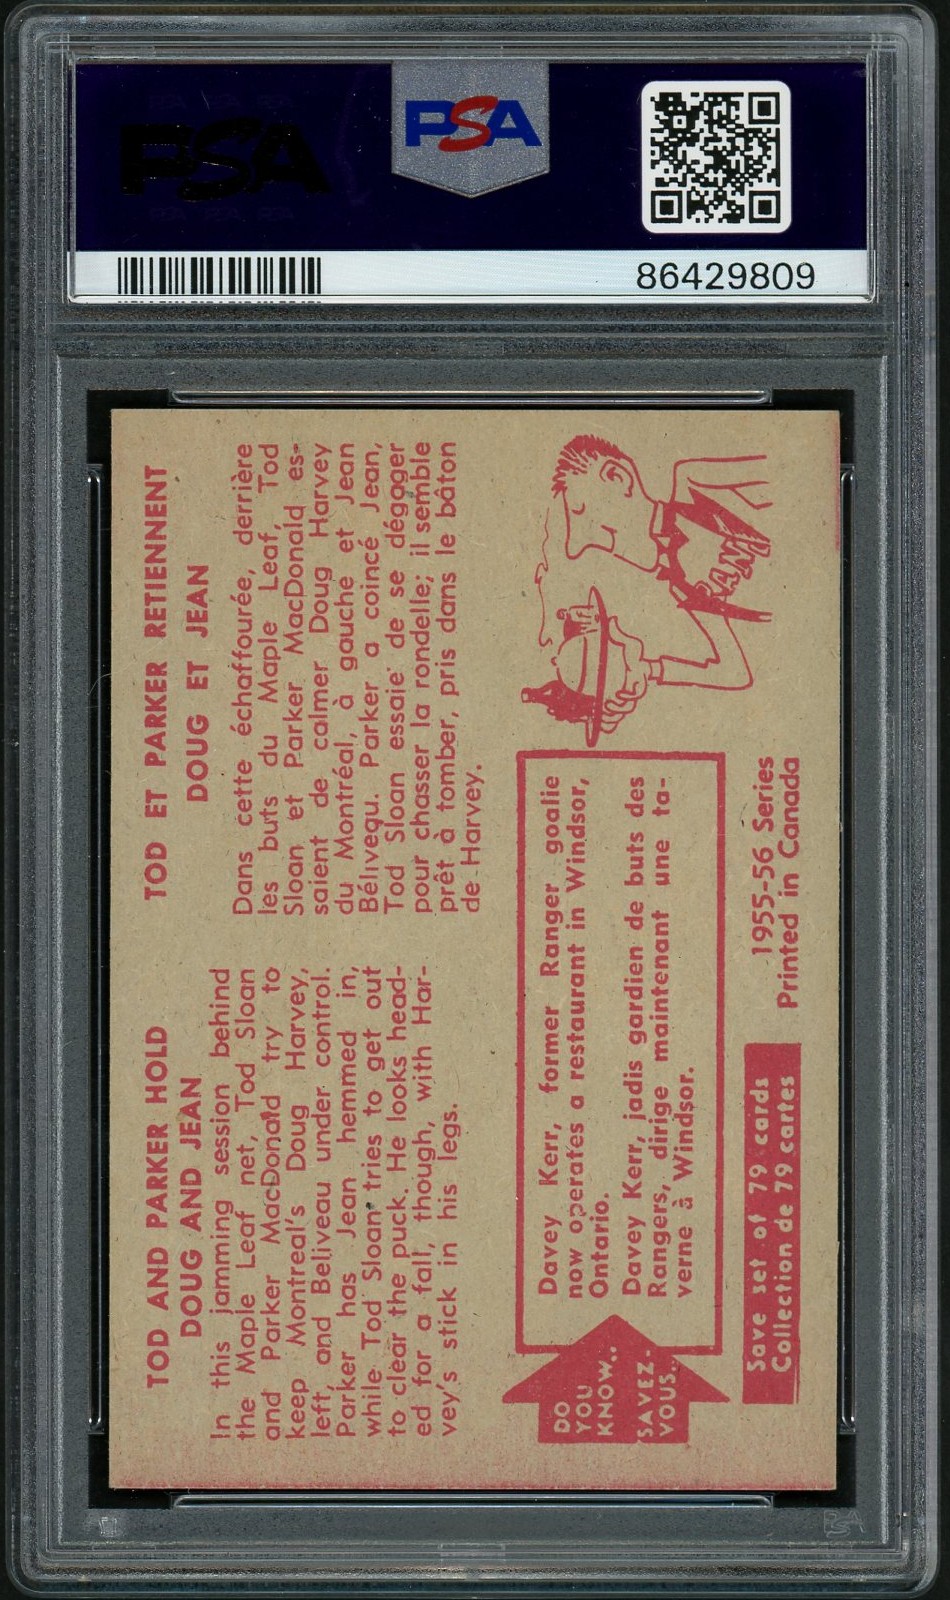 PSA
PSA
86429809
TOD AND PARKER HOLD
DOUG AND JEAN
In this jamming session behind
the Maple Leaf net, Tod Sloan
and Parker MacDonald try to
keep Montreal's Doug Harvey,
left, and Beliveau under control.
Parker has Jean hemmed in,
while Tod Sloan tries to get out
to clear the puck. He looks head-
ed for a fall, though, with Har-
vey's stick in his legs.
TOD ET PARKER RETIENNENT
DOUG ET JEAN
Dans cette échaffourée, derrière
les buts du Maple Leaf, Tod
Sloan et Parker MacDonald es-
saient de calmer Doug Harvey
du Montréal, à gauche et Jean
Béliveau. Parker a coincé Jean,
Tod Sloan essaie de se dégager
pour chasser la rondelle; il semble
prêt à tomber, pris dans le bâton
de Harvey.
DO
YOU
KNOW..
SAVEZ-
VOUS..
Davey Kerr, former Ranger goalie
now operates a restaurant in Windsor,
Ontario.
Davey Kerr, jadis gardien de buts des
Rangers, dirige maintenant une ta-
verne à Windsor.
Save set of 79 cards
Collection de 79 cartes
1955-56 Series
Printed in Canada
PSA